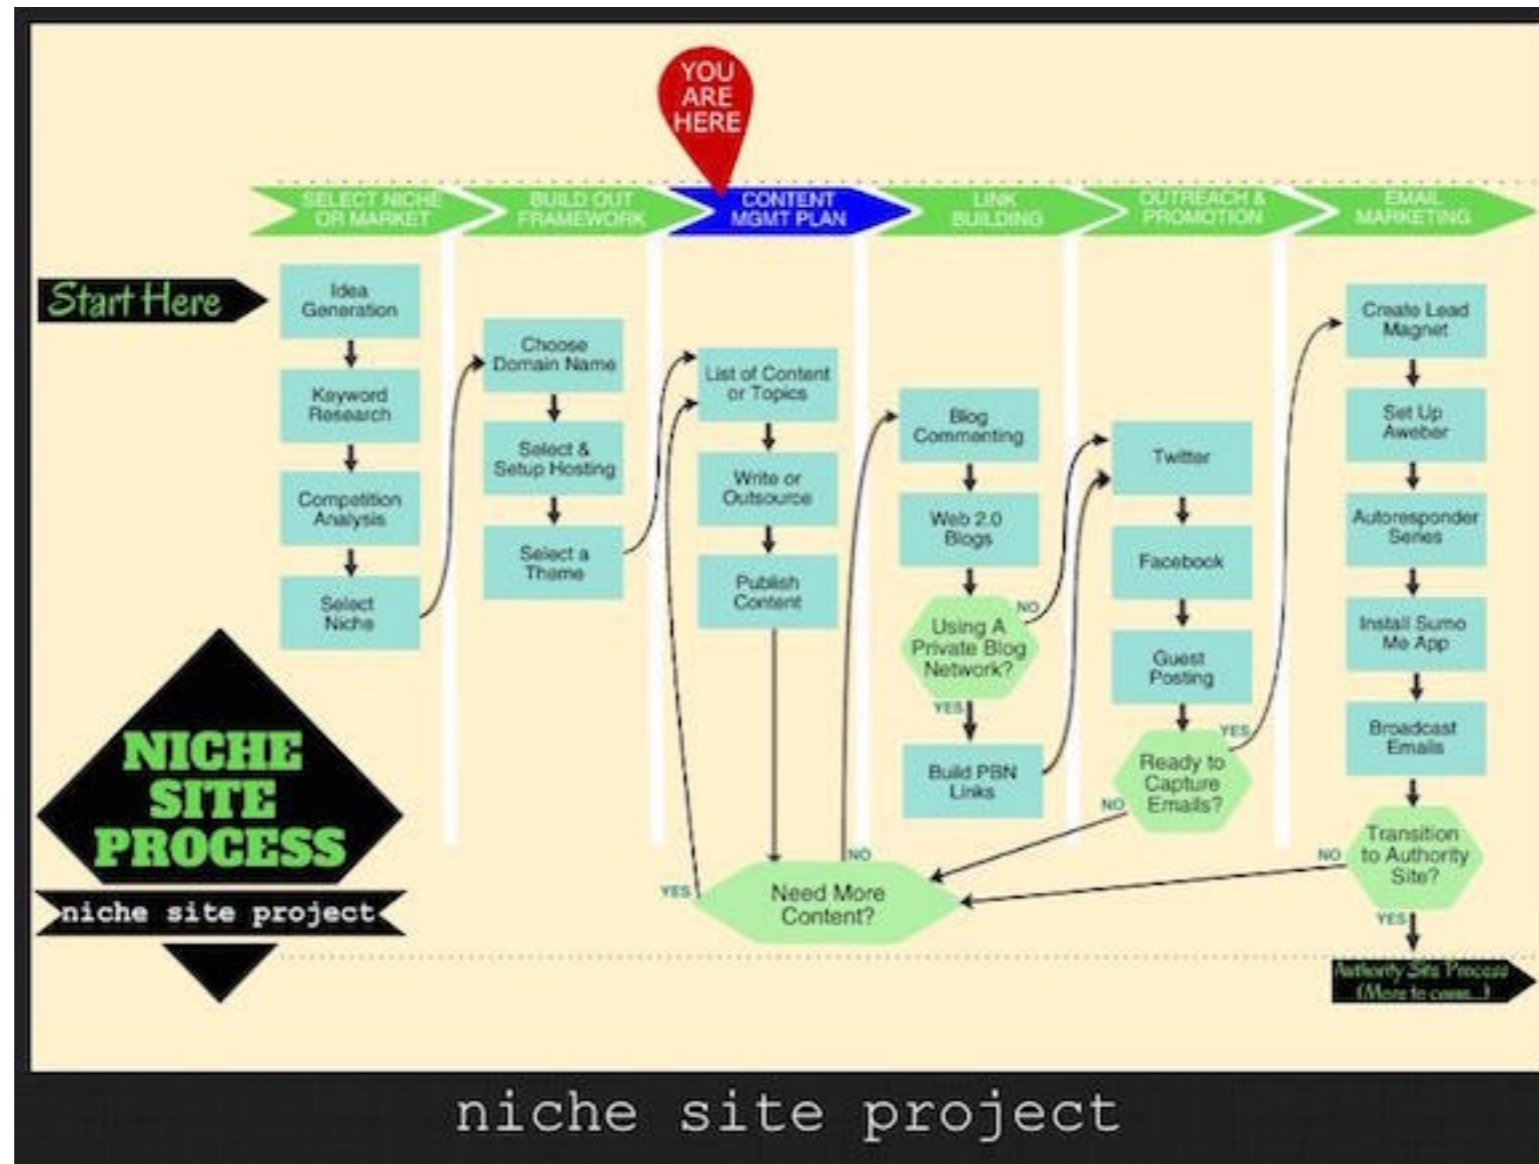 YOU
ARE
HERE
SELECT NICHE
OR MARKET
BUILD OUT
FRAMEWORK
CONTENT
MGMT PLAN
LINK
BUILDING
OUTREACH &
PROMOTION
EMAIL
MARKETING
Start Here
Idea
Generation
Keyword
Research
Competition
Analysis
Select
Niche
Choose
Domain Name
Select &
Setup Hosting
Select a
Theme
List of Content
or Topics
Write or
Outsource
Publish
Content
Blog
Commenting
Web 2.0
Blogs
Using A
Private Blog
Network?
NO
YES
Build PBN
Links
Twitter
Facebook
Guest
Posting
Ready to
Capture
Emails?
YES
NO
Create Lead
Magnet
Set Up
Aweber
Autoresponder
Series
Install Sumo
Me App
Broadcast
Emails
Transition
to Authority
Site?
NO
YES
Need More
Content?
YES
NO
Authority Site Process
(More to come...)
NICHE
SITE
PROCESS
niche site project
niche site project